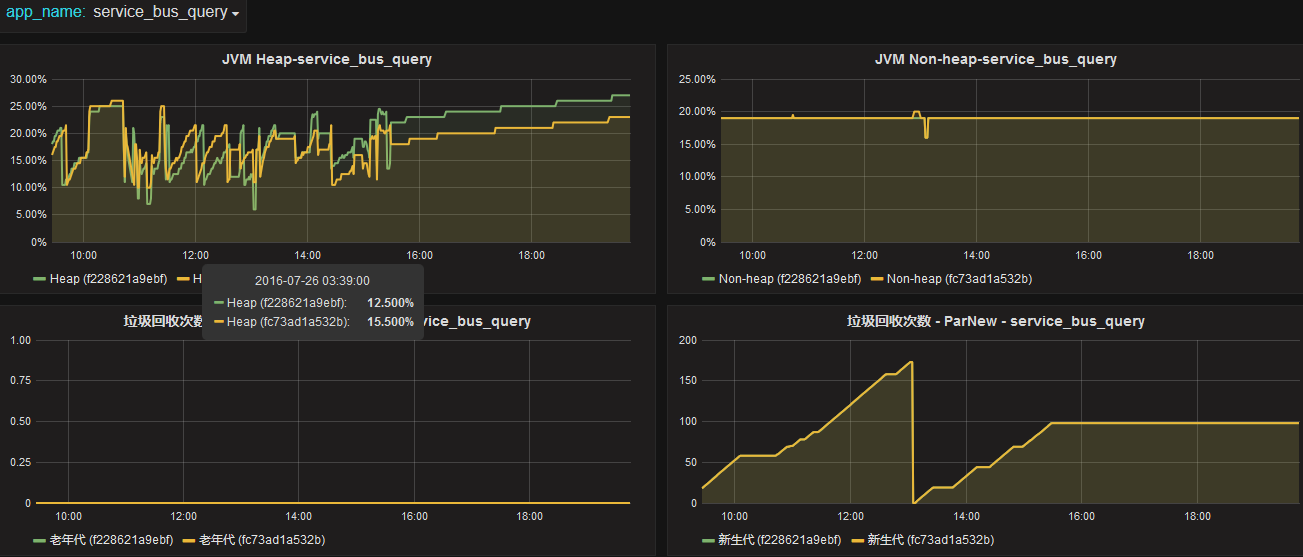 app_name: service_bus_query
JVM Heap-service_bus_query
30.00%
25.00%
20.00%
15.00%
10.00%
5.00%
0%
10:00 12:00 14:00 16:00 18:00
Heap (f228621a9ebf) H
JVM Non-heap-service_bus_query
25.00%
20.00%
15.00%
10.00%
5.00%
0%
10:00 12:00 14:00 16:00 18:00
Non-heap (f228621a9ebf) Non-heap (fc73ad1a532b)
2016-07-26 03:39:00
Heap (f228621a9ebf): 12.500%
Heap (fc73ad1a532b): 15.500%
垃圾回收次 vice_bus_query
1.00
0.75
0.50
0.25
0
10:00 12:00 14:00 16:00 18:00
老年代 (f228621a9ebf) 老年代 (fc73ad1a532b)
垃圾回收次数 - ParNew - service_bus_query
200
150
100
50
0
10:00 12:00 14:00 16:00 18:00
新生代 (f228621a9ebf) 新生代 (fc73ad1a532b)